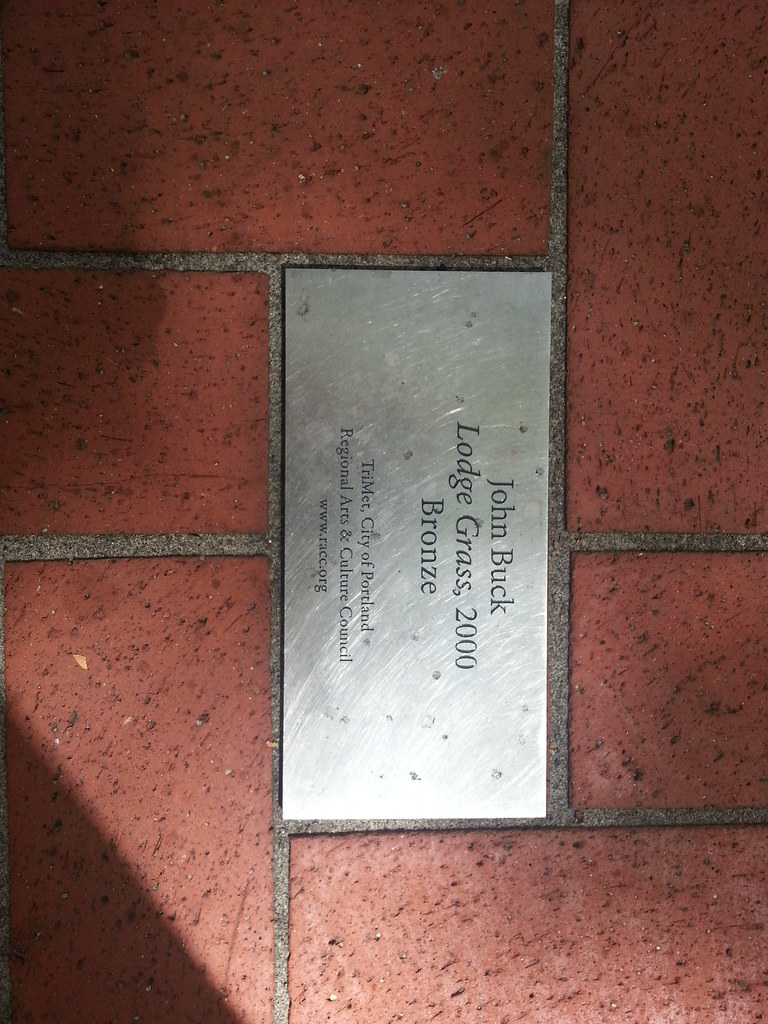 John Buck
Lodge Grass, 2000
Bronze
TriMet, City of Portland
Regional Arts & Culture Council
www.racc.org